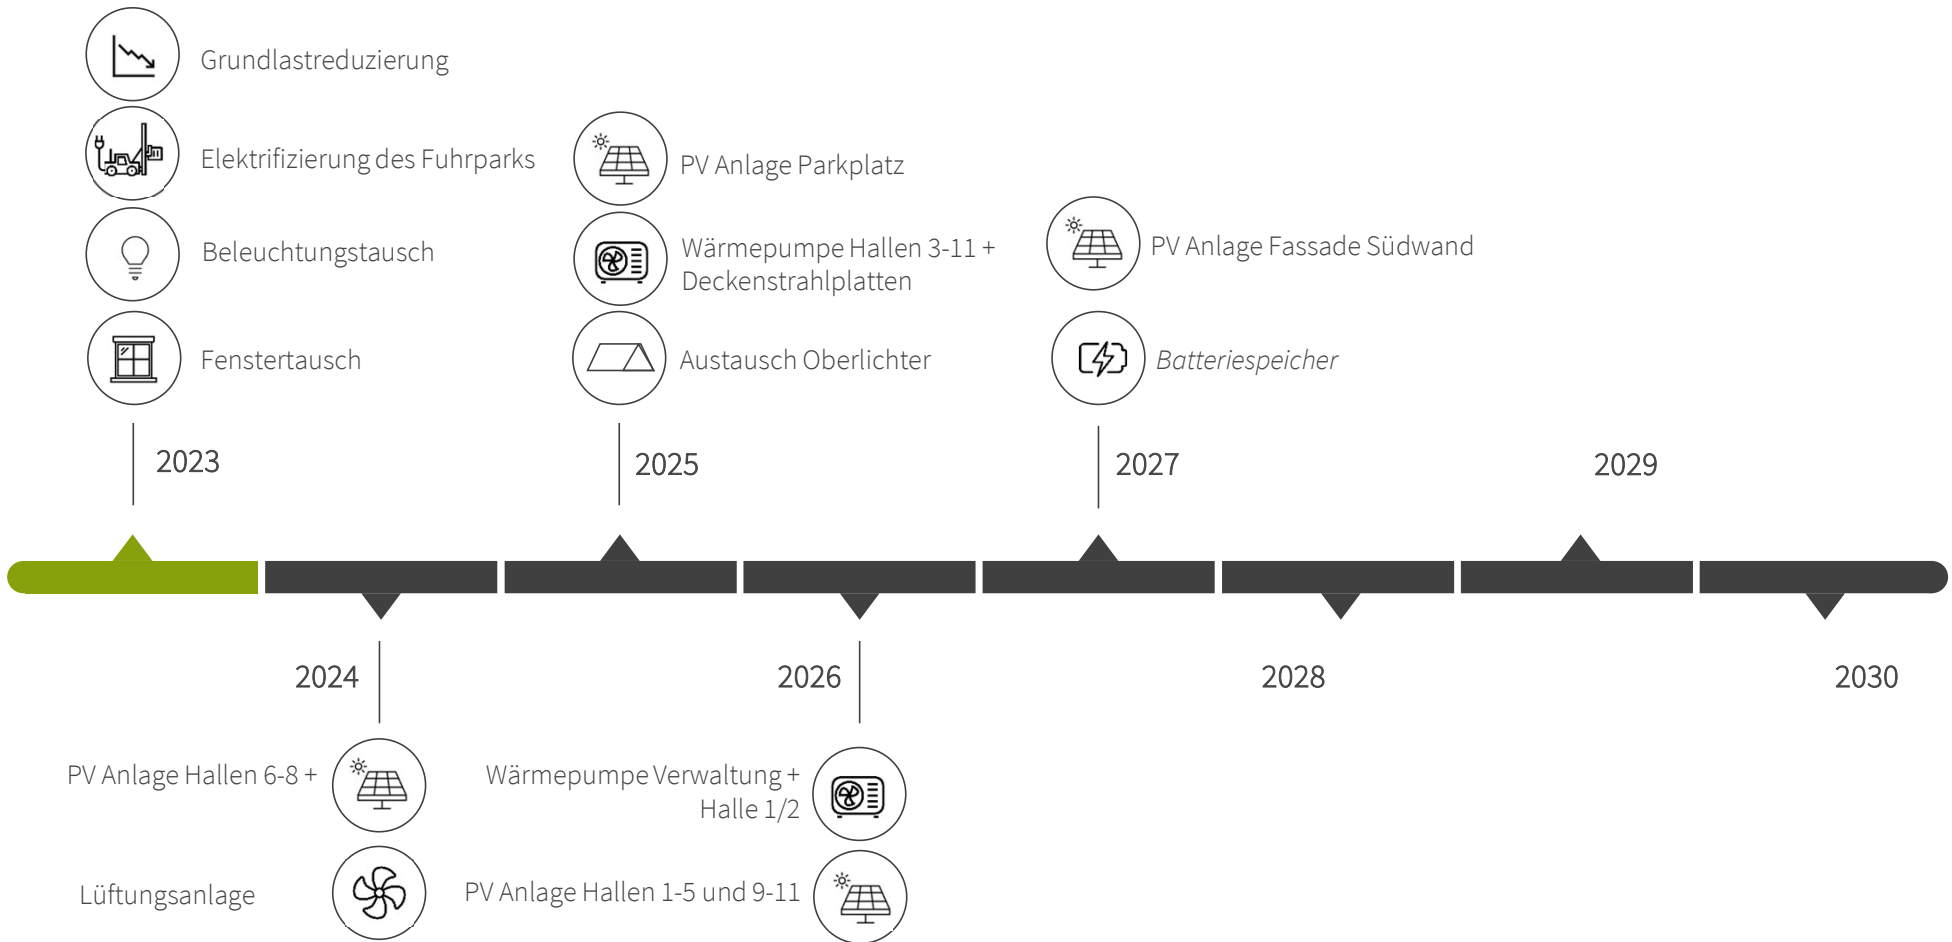 Grundlastreduzierung
Elektrifizierung des Fuhrparks
Beleuchtungstausch
Fenstertausch
2023
PV Anlage Parkplatz
Wärmepumpe Hallen 3-11 +
Deckenstrahlplatten
Austausch Oberlichter
2025
PV Anlage Fassade Südwand
Batteriespeicher
2027
2029
2024
PV Anlage Hallen 6-8 +
Lüftungsanlage
2026
Wärmepumpe Verwaltung +
Halle 1/2
PV Anlage Hallen 1-5 und 9-11
2028
2030